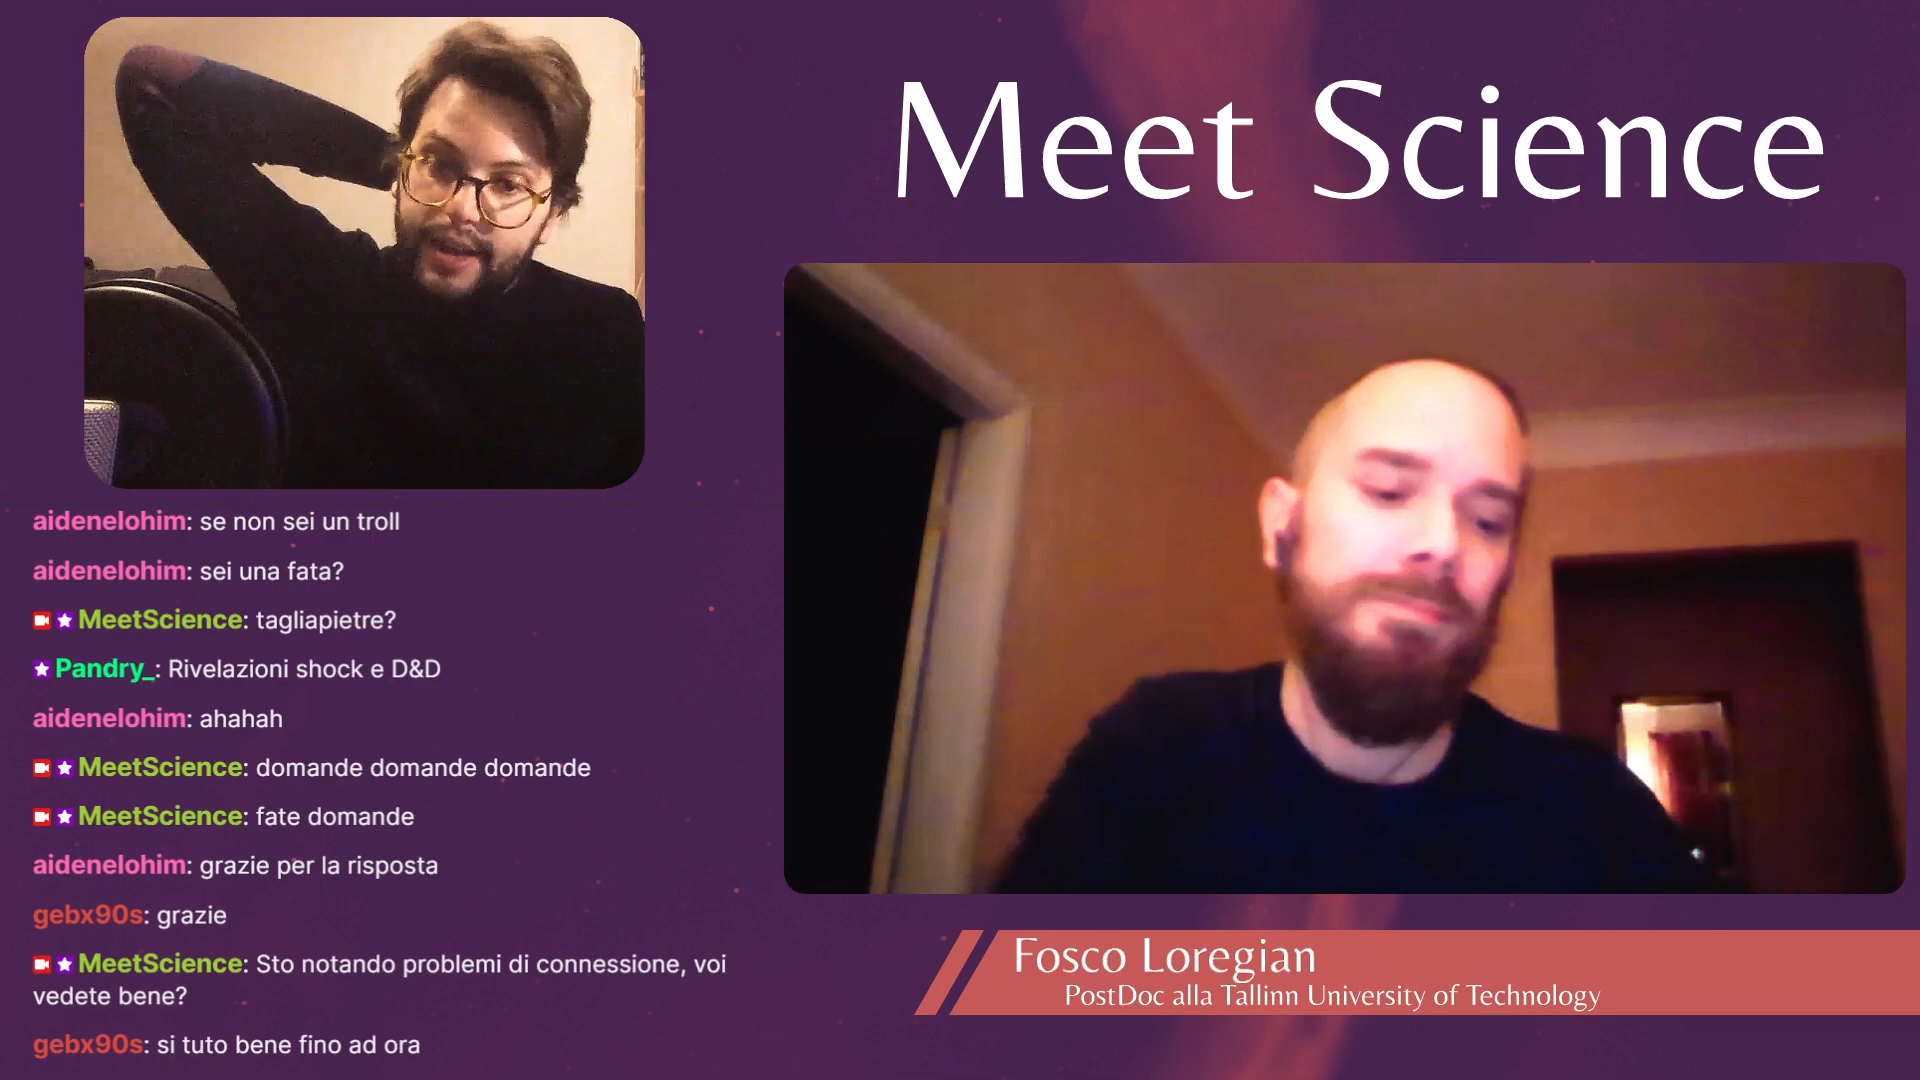 Meet Science
aidenelohim: se non sei un troll
aidenelohim: sei una fata?
MeetScience: tagliapietre?
Pandry_: Rivelazioni shock e D&D
aidenelohim: ahahah
MeetScience: domande domande domande
MeetScience: fate domande
aidenelohim: grazie per la risposta
gebx90s: grazie
MeetScience: Sto notando problemi di connessione, voi
vedete bene?
gebx90s: si tuto bene fino ad ora
Fosco Loregian
PostDoc alla Tallinn University of Technology